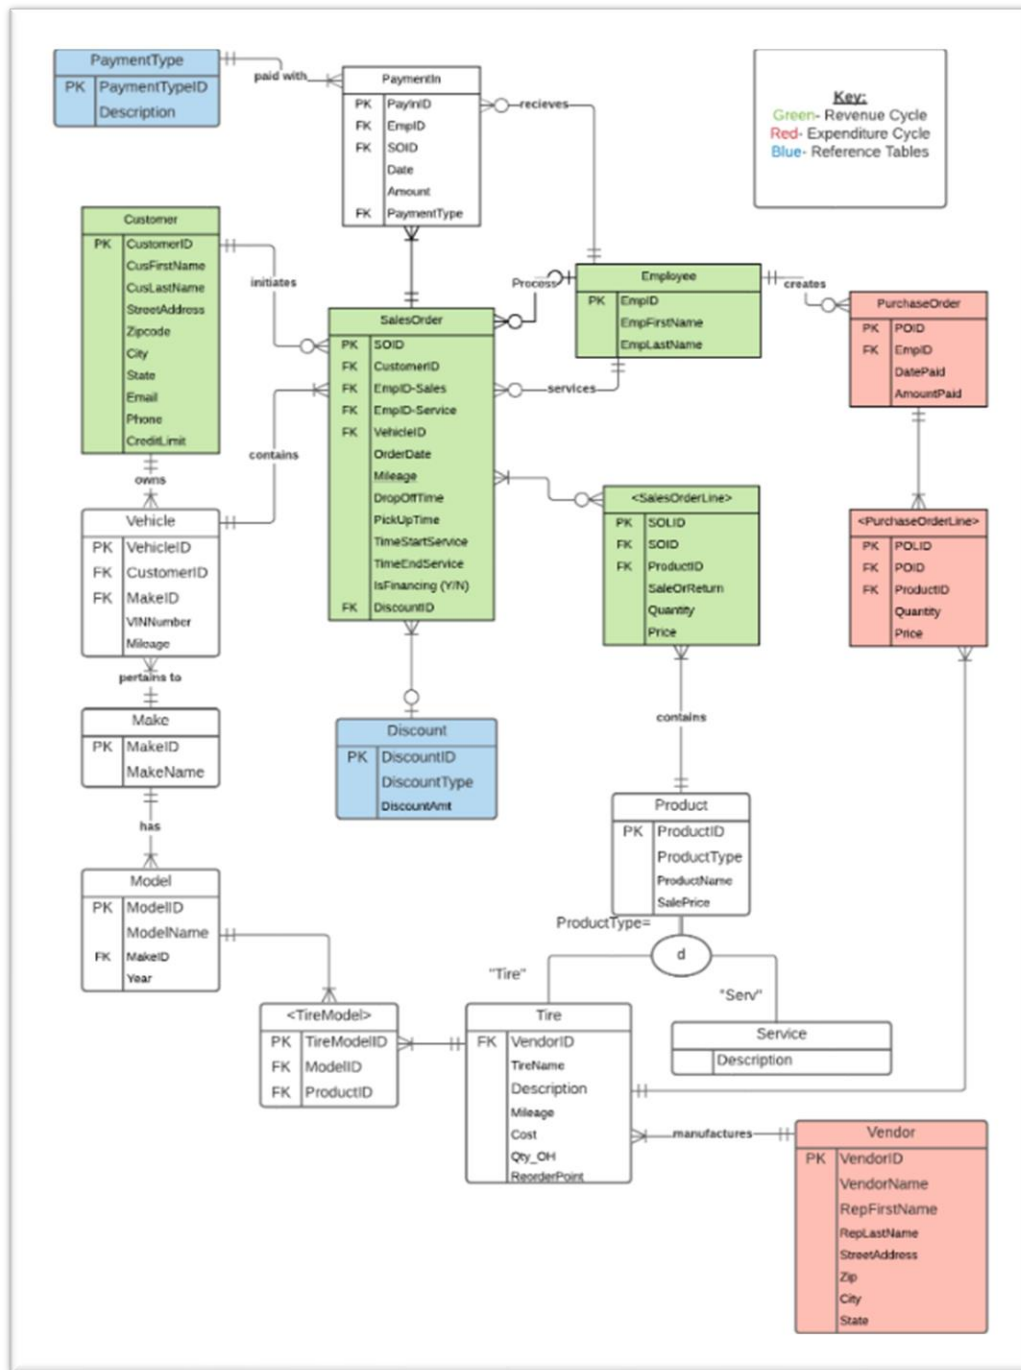 PaymentType
PK PaymentTypeID
Description
paid with
PaymentIn
PK PayInID
FK EmpID
FK SOID
Date
Amount
FK PaymentType
recieves
Key:
Green- Revenue Cycle
Red- Expenditure Cycle
Blue- Reference Tables
Customer
PK CustomerID
CusFirstName
CusLastName
StreetAddress
Zipcode
City
State
Email
Phone
CreditLimit
initiates
Process
Employee
PK EmpID
EmpFirstName
EmpLastName
creates
PurchaseOrder
PK POID
FK EmpID
DatePaid
AmountPaid
SalesOrder
PK SOID
FK CustomerID
FK EmpID-Sales
FK EmpID-Service
FK VehicleID
OrderDate
Mileage
DropOffTime
PickUpTime
TimeStartService
TimeEndService
IsFinancing (Y/N)
FK DiscountID
services
contains
owns
Vehicle
PK VehicleID
FK CustomerID
FK MakeID
VINNumber
Mileage
<SalesOrderLine>
PK SOLID
FK SOID
FK ProductID
SaleOrReturn
Quantity
Price
<PurchaseOrderLine>
PK POLID
FK POID
FK ProductID
Quantity
Price
pertains to
Make
PK MakeID
MakeName
Discount
PK DiscountID
DiscountType
DiscountAmt
contains
has
Product
PK ProductID
ProductType
ProductName
SalePrice
Model
PK ModelID
ModelName
FK MakeID
Year
ProductType=
d
"Tire"
"Serv"
<TireModel>
PK TireModelID
FK ModelID
FK ProductID
Tire
FK VendorID
TireName
Description
Mileage
Cost
Qty_OH
ReorderPoint
Service
Description
manufactures
Vendor
PK VendorID
VendorName
RepFirstName
RepLastName
StreetAddress
Zip
City
State